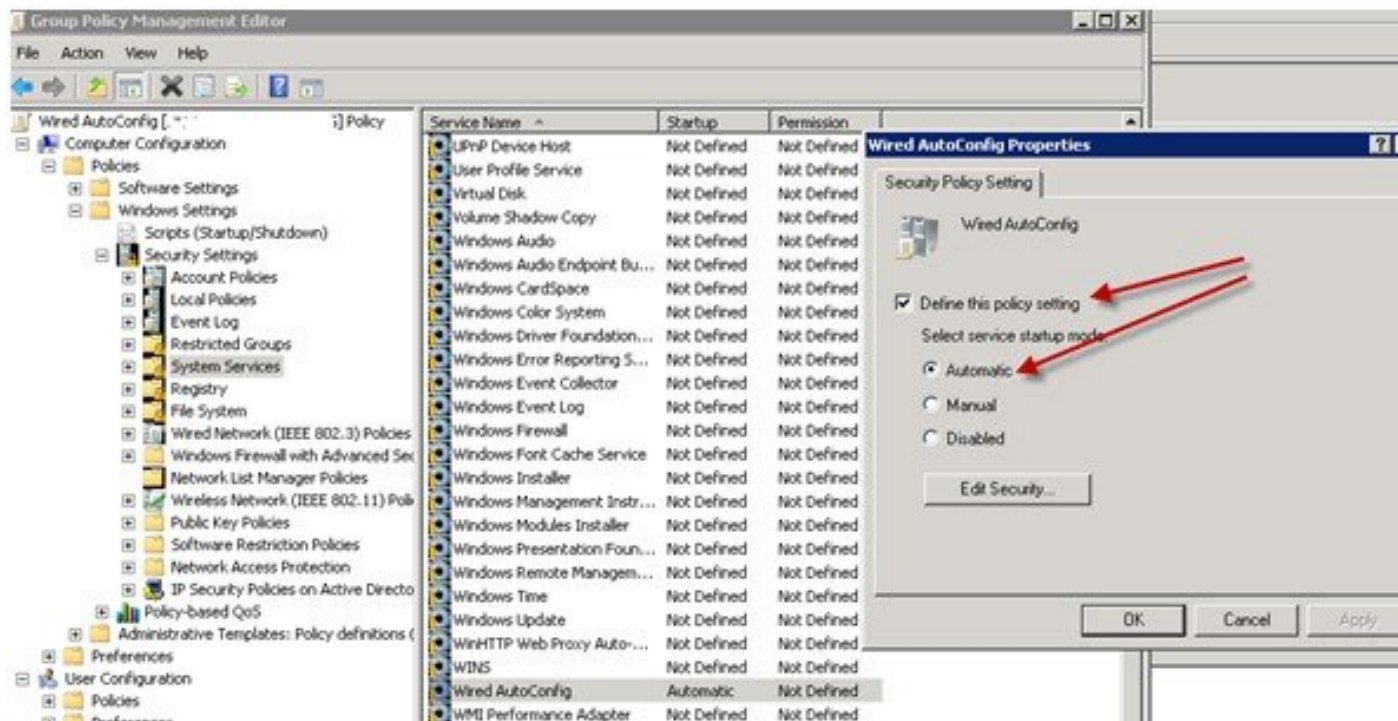 Group Policy Management Editor
File Action View Help
Wired AutoConfig [ ] Policy
Computer Configuration
Policies
Software Settings
Windows Settings
Scripts (Startup/Shutdown)
Security Settings
Account Policies
Local Policies
Event Log
Restricted Groups
System Services
Registry
File System
Wired Network (IEEE 802.3) Policies
Windows Firewall with Advanced Sec
Network List Manager Policies
Wireless Network (IEEE 802.11) Poli
Public Key Policies
Software Restriction Policies
Network Access Protection
IP Security Policies on Active Directo
Policy-based QoS
Administrative Templates: Policy definitions (
Preferences
User Configuration
Policies
Preferences
Service Name Startup Permission
UPnP Device Host Not Defined Not Defined
User Profile Service Not Defined Not Defined
Virtual Disk Not Defined Not Defined
Volume Shadow Copy Not Defined Not Defined
Windows Audio Not Defined Not Defined
Windows Audio Endpoint Bu... Not Defined Not Defined
Windows CardSpace Not Defined Not Defined
Windows Color System Not Defined Not Defined
Windows Driver Foundation... Not Defined Not Defined
Windows Error Reporting S... Not Defined Not Defined
Windows Event Collector Not Defined Not Defined
Windows Event Log Not Defined Not Defined
Windows Firewall Not Defined Not Defined
Windows Font Cache Service Not Defined Not Defined
Windows Installer Not Defined Not Defined
Windows Management Instr... Not Defined Not Defined
Windows Modules Installer Not Defined Not Defined
Windows Presentation Foun... Not Defined Not Defined
Windows Remote Managem... Not Defined Not Defined
Windows Time Not Defined Not Defined
Windows Update Not Defined Not Defined
WinHTTP Web Proxy Auto-... Not Defined Not Defined
WINS Not Defined Not Defined
Wired AutoConfig Automatic Not Defined
WMI Performance Adapter Not Defined Not Defined
Wired AutoConfig Properties
Security Policy Setting
Wired AutoConfig
Define this policy setting
Select service startup mode:
Automatic
Manual
Disabled
Edit Security...
OK Cancel Apply